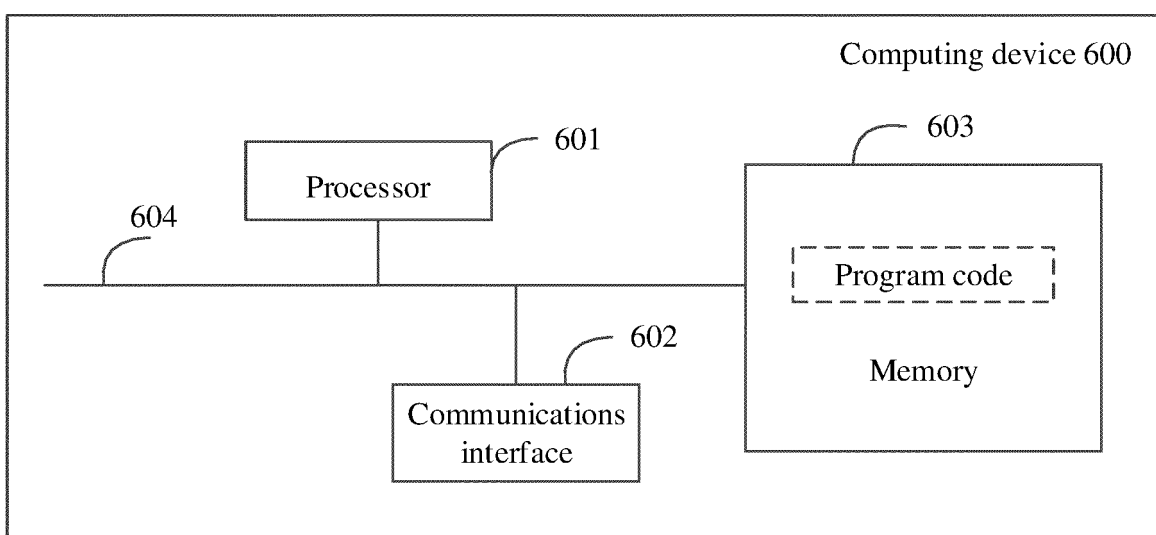 Computing device 600
603
601
Processor
604
Program code
602
Memory
Communications
interface